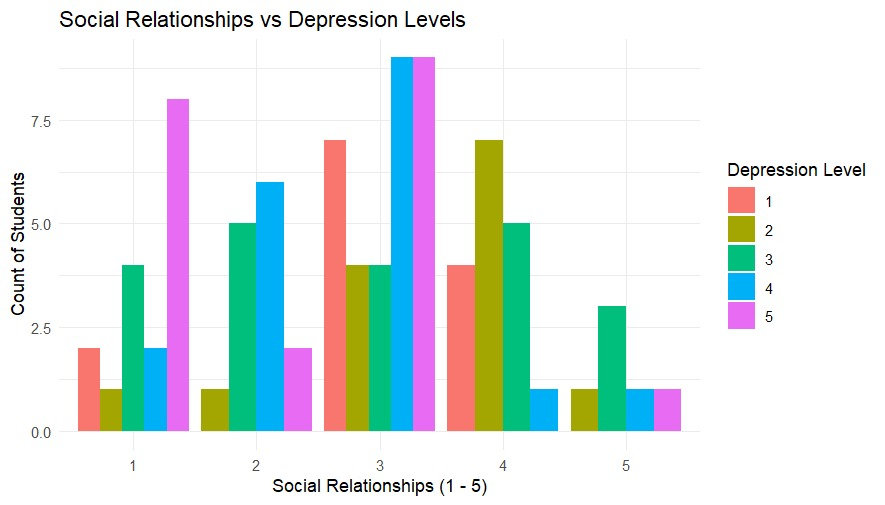 Social Relationships vs Depression Levels
Count of Students
7.5
5.0
2.5
0.0
1 2 3 4 5
Social Relationships (1 - 5)
Depression Level
1
2
3
4
5